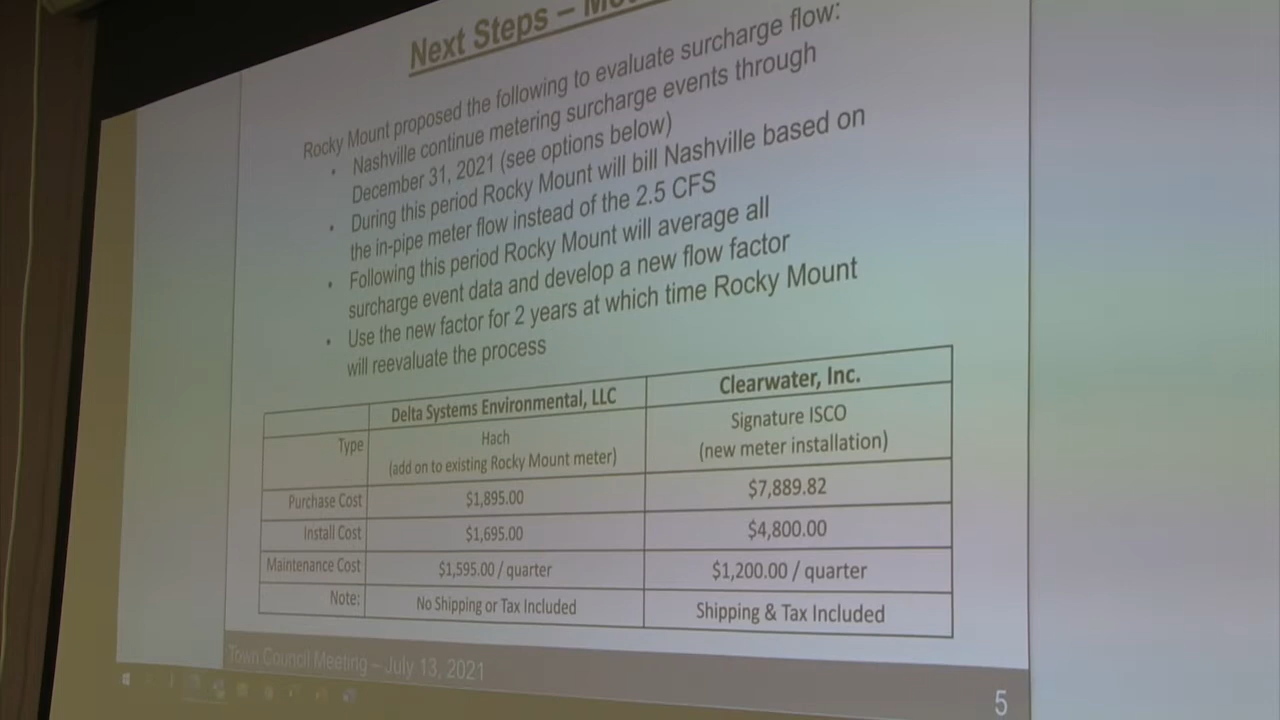 Next Steps –
Rocky Mount proposed the following to evaluate surcharge flow:
• Nashville continue metering surcharge events through
December 31, 2021 (see options below)
• During this period Rocky Mount will bill Nashville based on
the in-pipe meter flow instead of the 2.5 CFS
• Following this period Rocky Mount will average all
surcharge event data and develop a new flow factor
• Use the new factor for 2 years at which time Rocky Mount
will reevaluate the process
Delta Systems Environmental, LLC Clearwater, Inc.
Type Hach Signature ISCO
(add on to existing Rocky Mount meter) (new meter installation)
Purchase Cost $1,895.00 $7,889.82
Install Cost $1,695.00 $4,800.00
Maintenance Cost $1,595.00 / quarter $1,200.00 / quarter
Note: No Shipping or Tax Included Shipping & Tax Included
Town Council Meeting – July 13, 2021
5